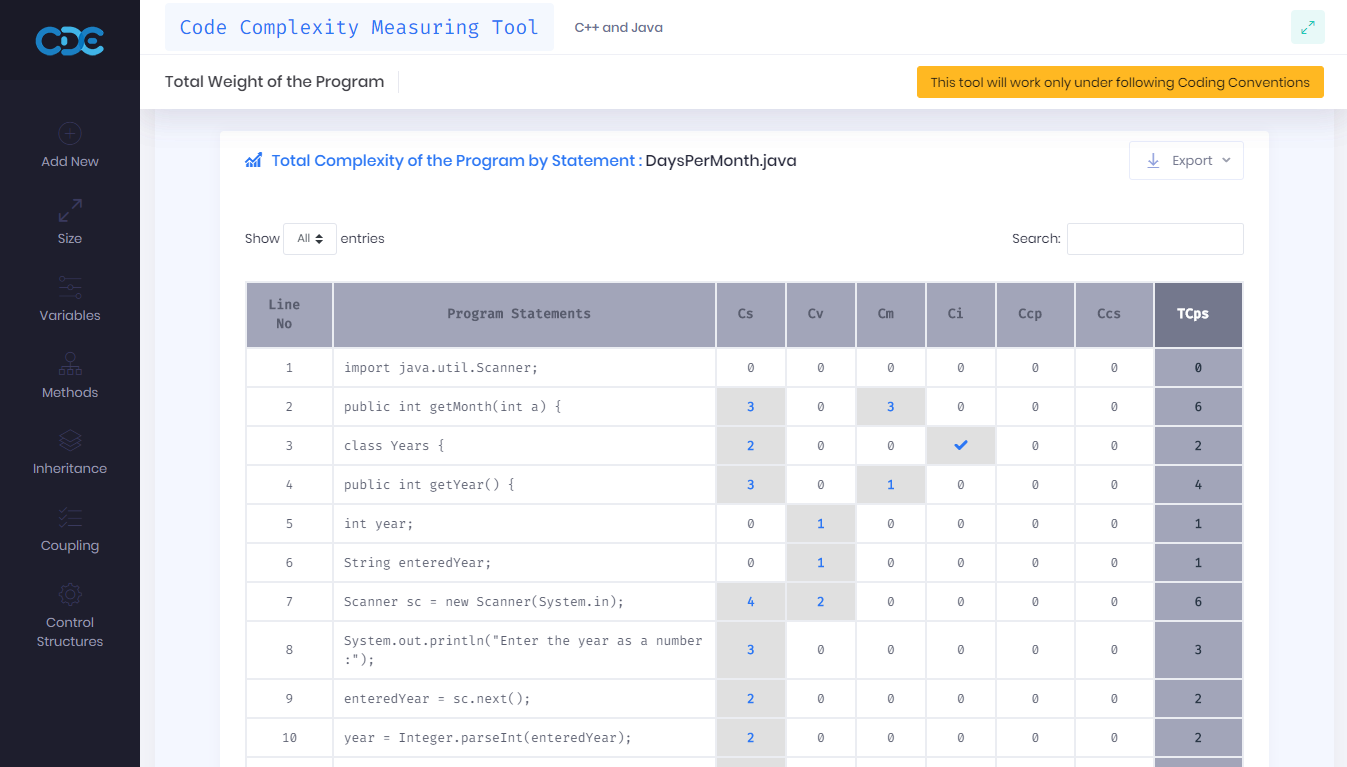 CDE
Code Complexity Measuring Tool
C++ and Java
Total Weight of the Program
This tool will work only under following Coding Conventions
Add New
Size
Variables
Methods
Inheritance
Coupling
Control
Structures
Total Complexity of the Program by Statement : DaysPerMonth.java
Export
Show All entries
Search:
Line No Program Statements Cs Cv Cm Ci Ccp Ccs TCps
1 import java.util.Scanner; 0 0 0 0 0 0 0
2 public int getMonth(int a) { 3 0 3 0 0 0 6
3 class Years { 2 0 0 ✔ 0 0 2
4 public int getYear() { 3 0 1 0 0 0 4
5 int year; 0 1 0 0 0 0 1
6 String enteredYear; 0 1 0 0 0 0 1
7 Scanner sc = new Scanner(System.in); 4 2 0 0 0 0 6
8 System.out.println("Enter the year as a number :"); 3 0 0 0 0 0 3
9 enteredYear = sc.next(); 2 0 0 0 0 0 2
10 year = Integer.parseInt(enteredYear); 2 0 0 0 0 0 2